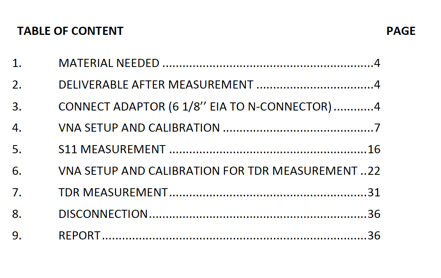 TABLE OF CONTENT PAGE
1. MATERIAL NEEDED ................................................4
2. DELIVERABLE AFTER MEASUREMENT ..........................4
3. CONNECT ADAPTOR (6 1/8’’ EIA TO N-CONNECTOR) ............4
4. VNA SETUP AND CALIBRATION ...................................7
5. S11 MEASUREMENT .............................................16
6. VNA SETUP AND CALIBRATION FOR TDR MEASUREMENT ..22
7. TDR MEASUREMENT.............................................31
8. DISCONNECTION..................................................36
9. REPORT............................................................36